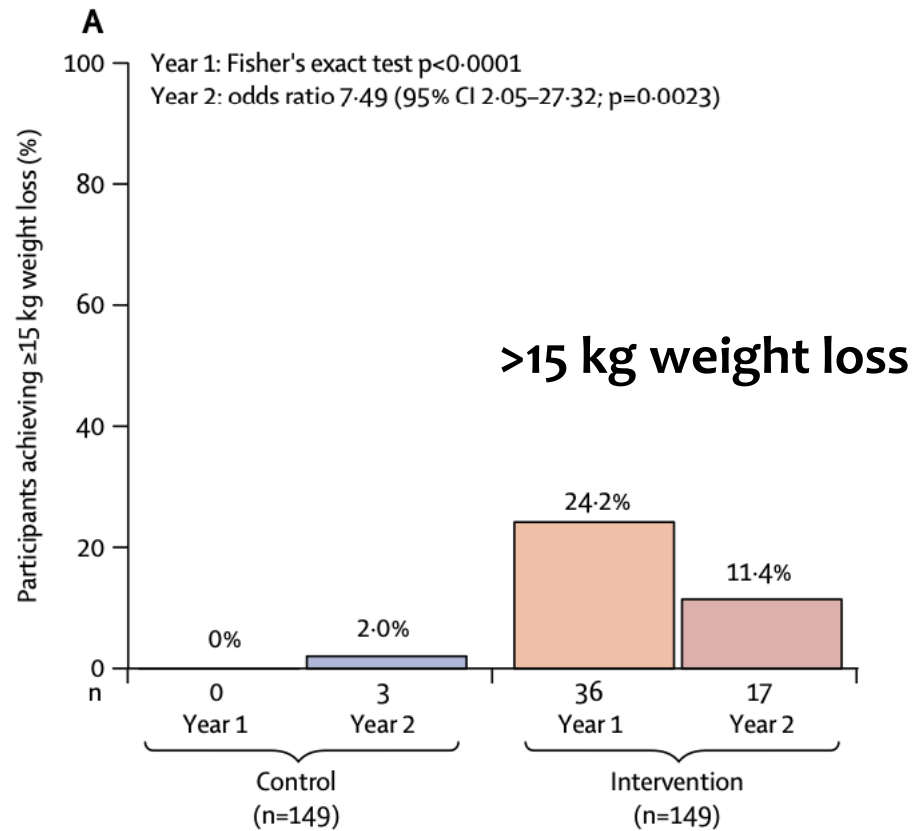 A
Year 1: Fisher's exact test p<0·0001
Year 2: odds ratio 7·49 (95% CI 2·05–27·32; p=0·0023)
Participants achieving ≥15 kg weight loss (%)
100
80
60
40
20
0
>15 kg weight loss
0%
2·0%
24·2%
11·4%
n
0
3
36
17
Year 1
Year 2
Year 1
Year 2
Control
(n=149)
Intervention
(n=149)